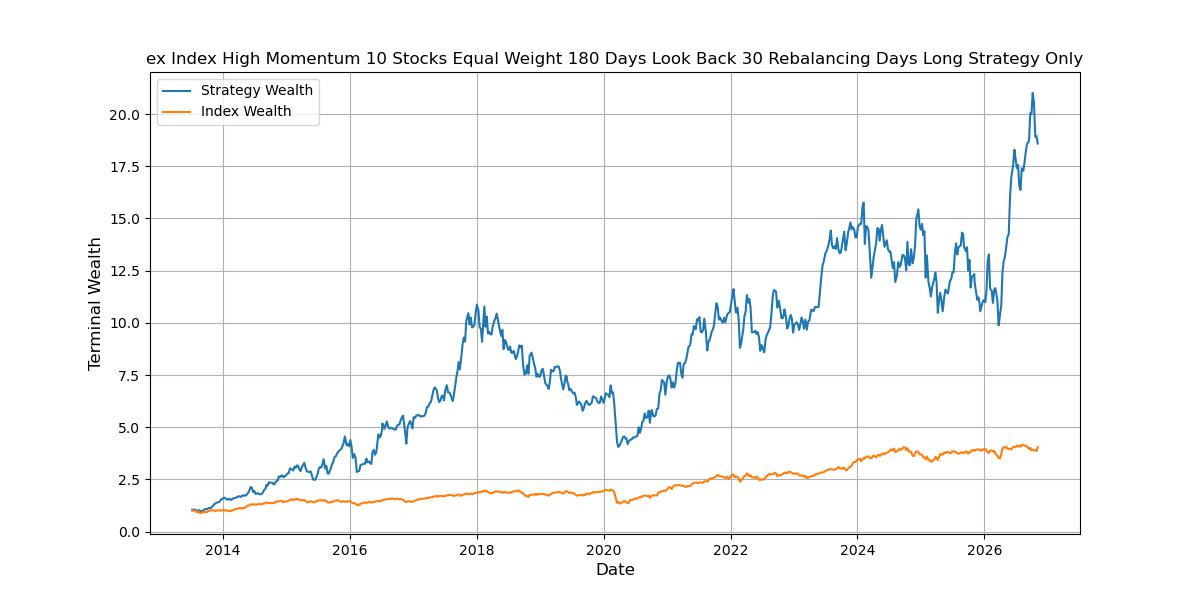 ex Index High Momentum 10 Stocks Equal Weight 180 Days Look Back 30 Rebalancing Days Long Strategy Only
Strategy Wealth
Index Wealth
Terminal Wealth
20.0
17.5
15.0
12.5
10.0
7.5
5.0
2.5
0.0
2014 2016 2018 2020 2022 2024 2026
Date